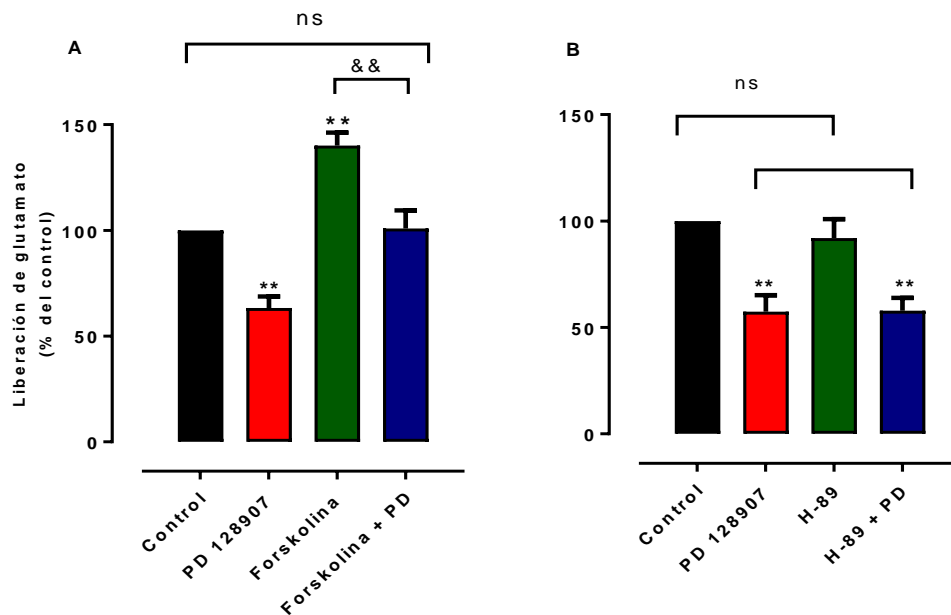 A
ns
&&
**
**
150
100
50
0
Liberación de glutamato
(% del control)
Control
PD 128907
Forskolina
Forskolina + PD
B
ns
**
**
150
100
50
0
Control
PD 128907
H-89
H-89 + PD